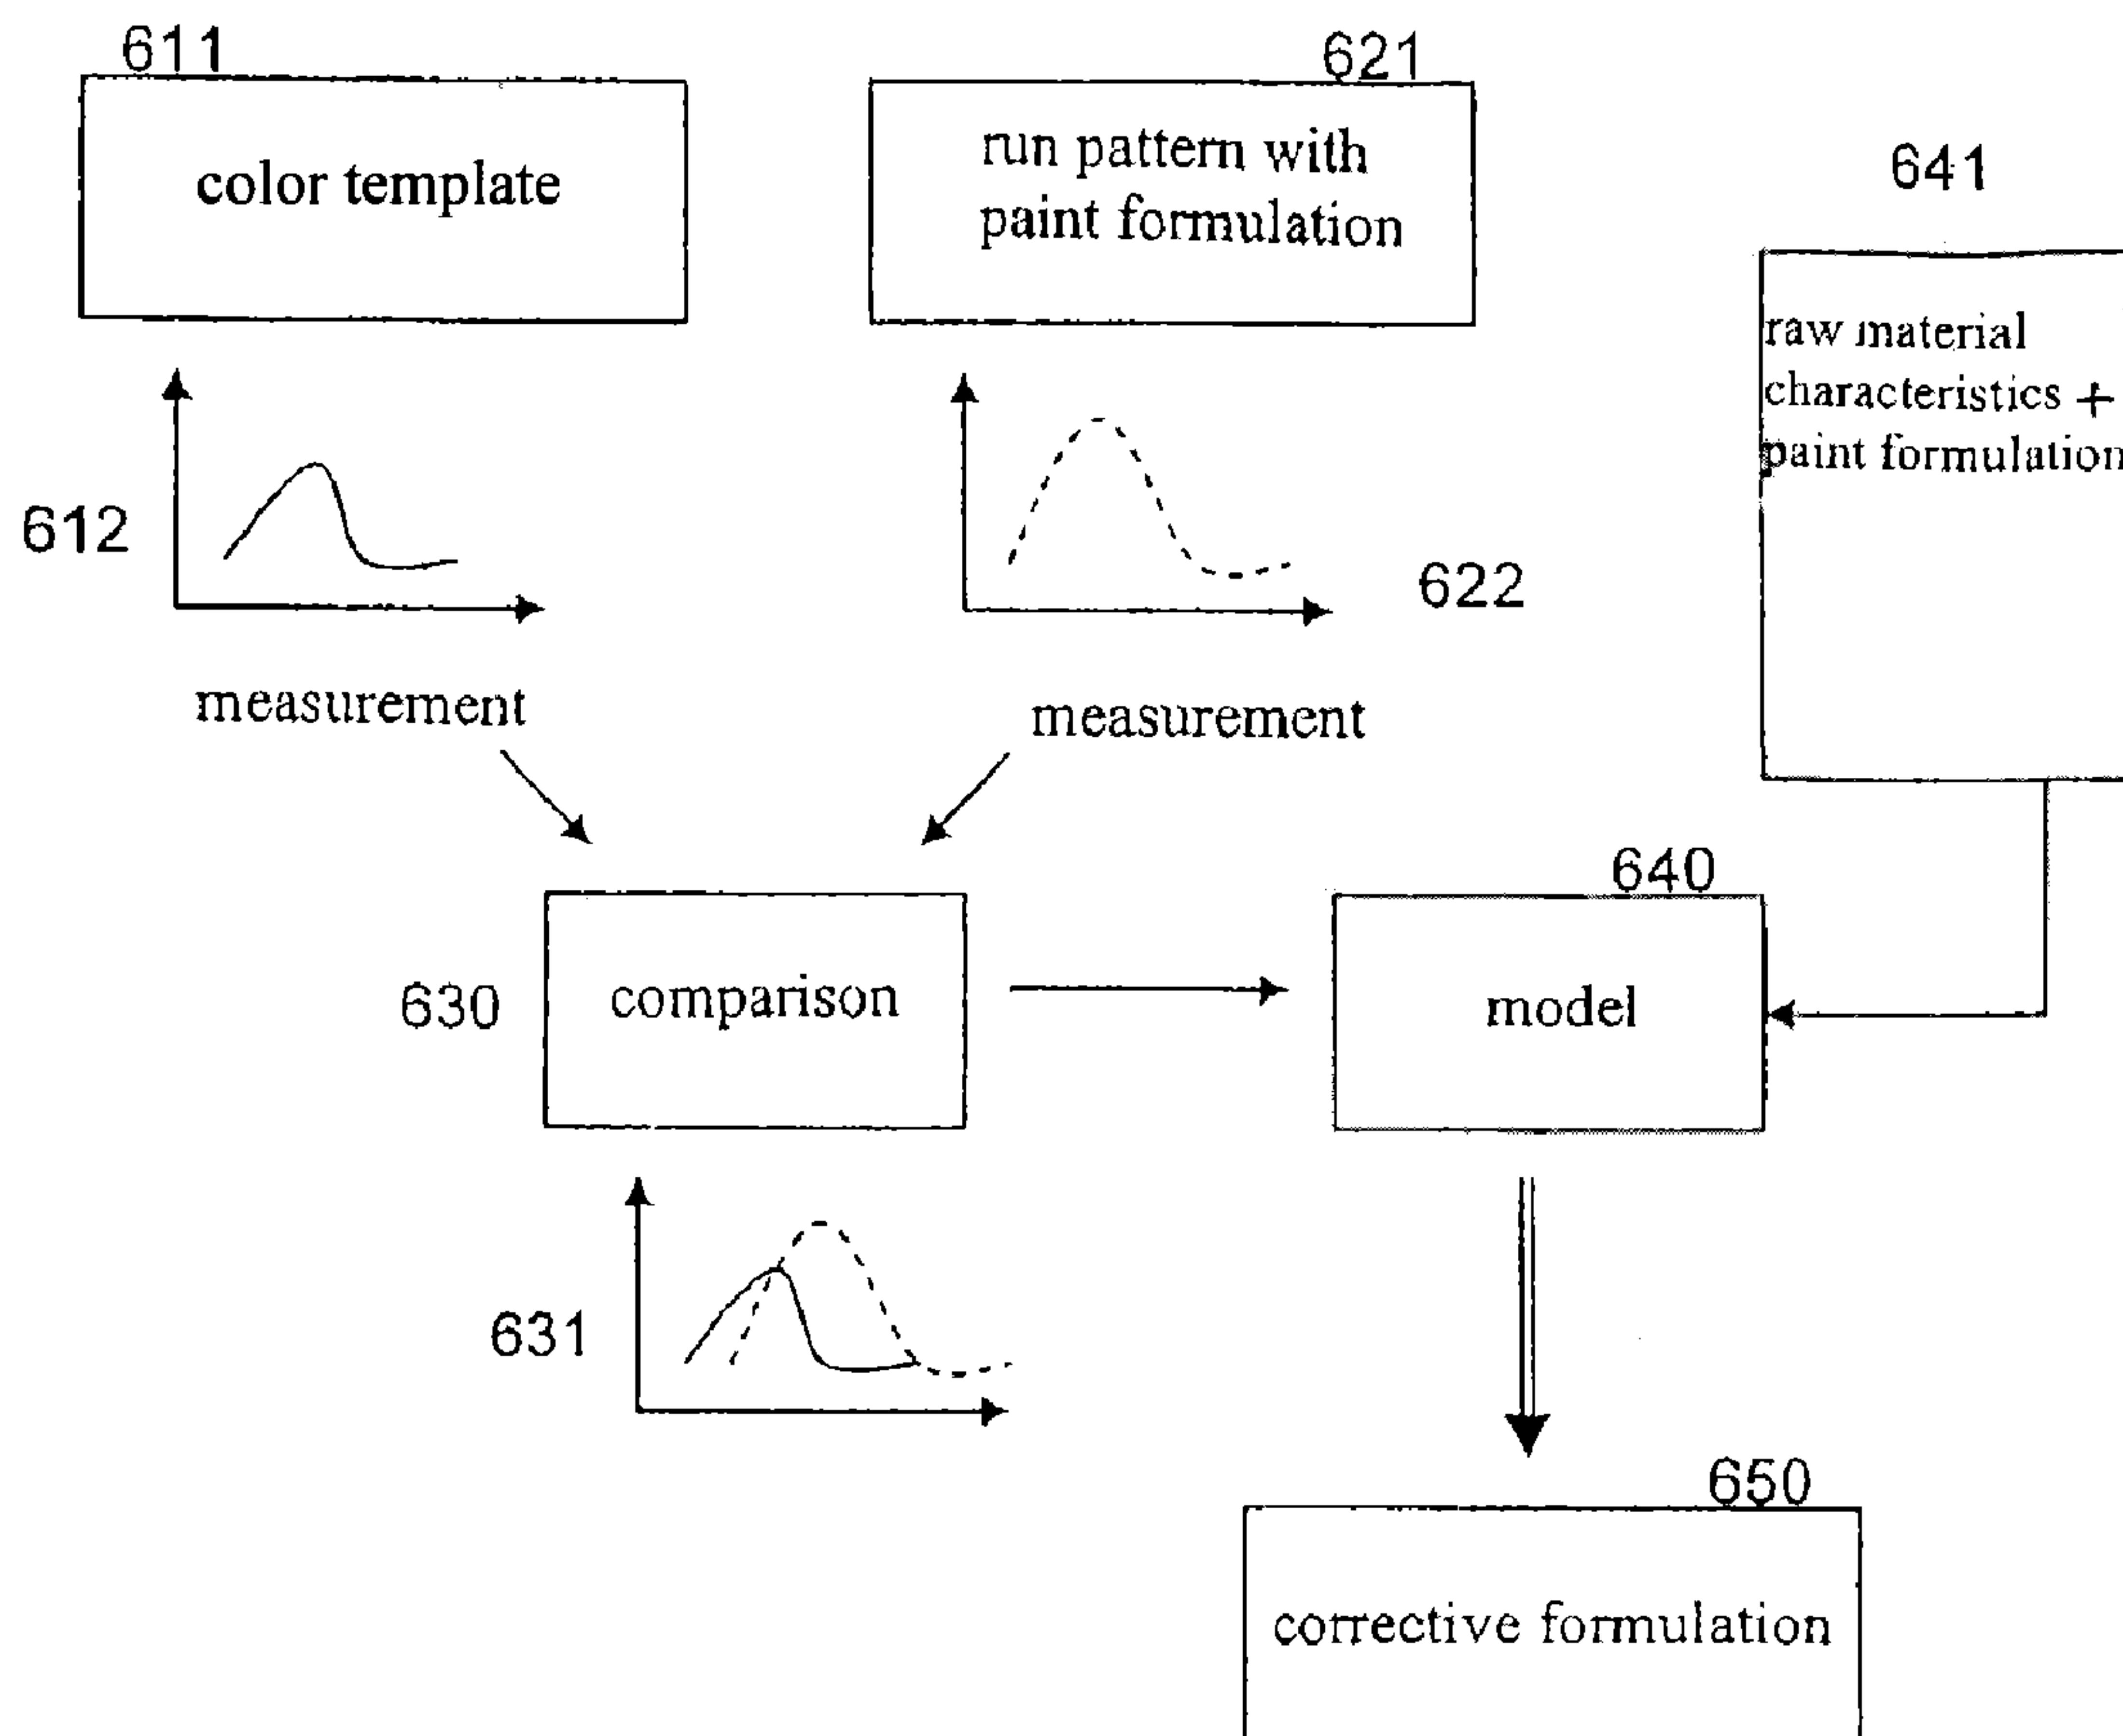 611
color template
621
run pattern with
paint formulation
641
raw material
characteristics +
paint formulation
612
622
measurement
measurement
630
comparison
640
model
631
650
corrective formulation